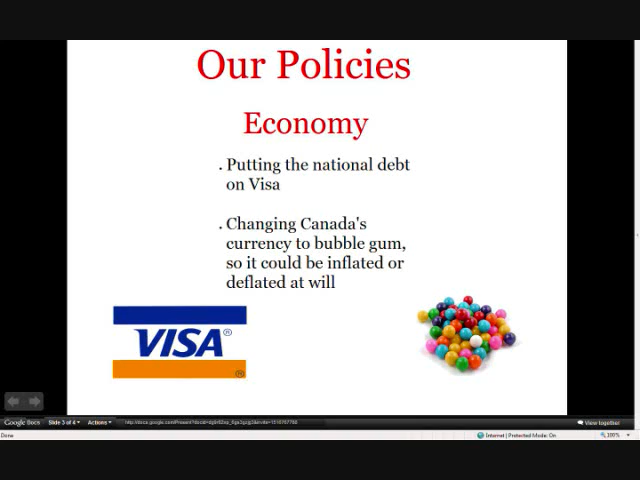 Our Policies
Economy
. Putting the national debt
on Visa
. Changing Canada's
currency to bubble gum,
so it could be inflated or
deflated at will
VISA®
®
Google Docs Slide 3 of 4 Actions View together
Done Internet | Protected Mode: On 100%